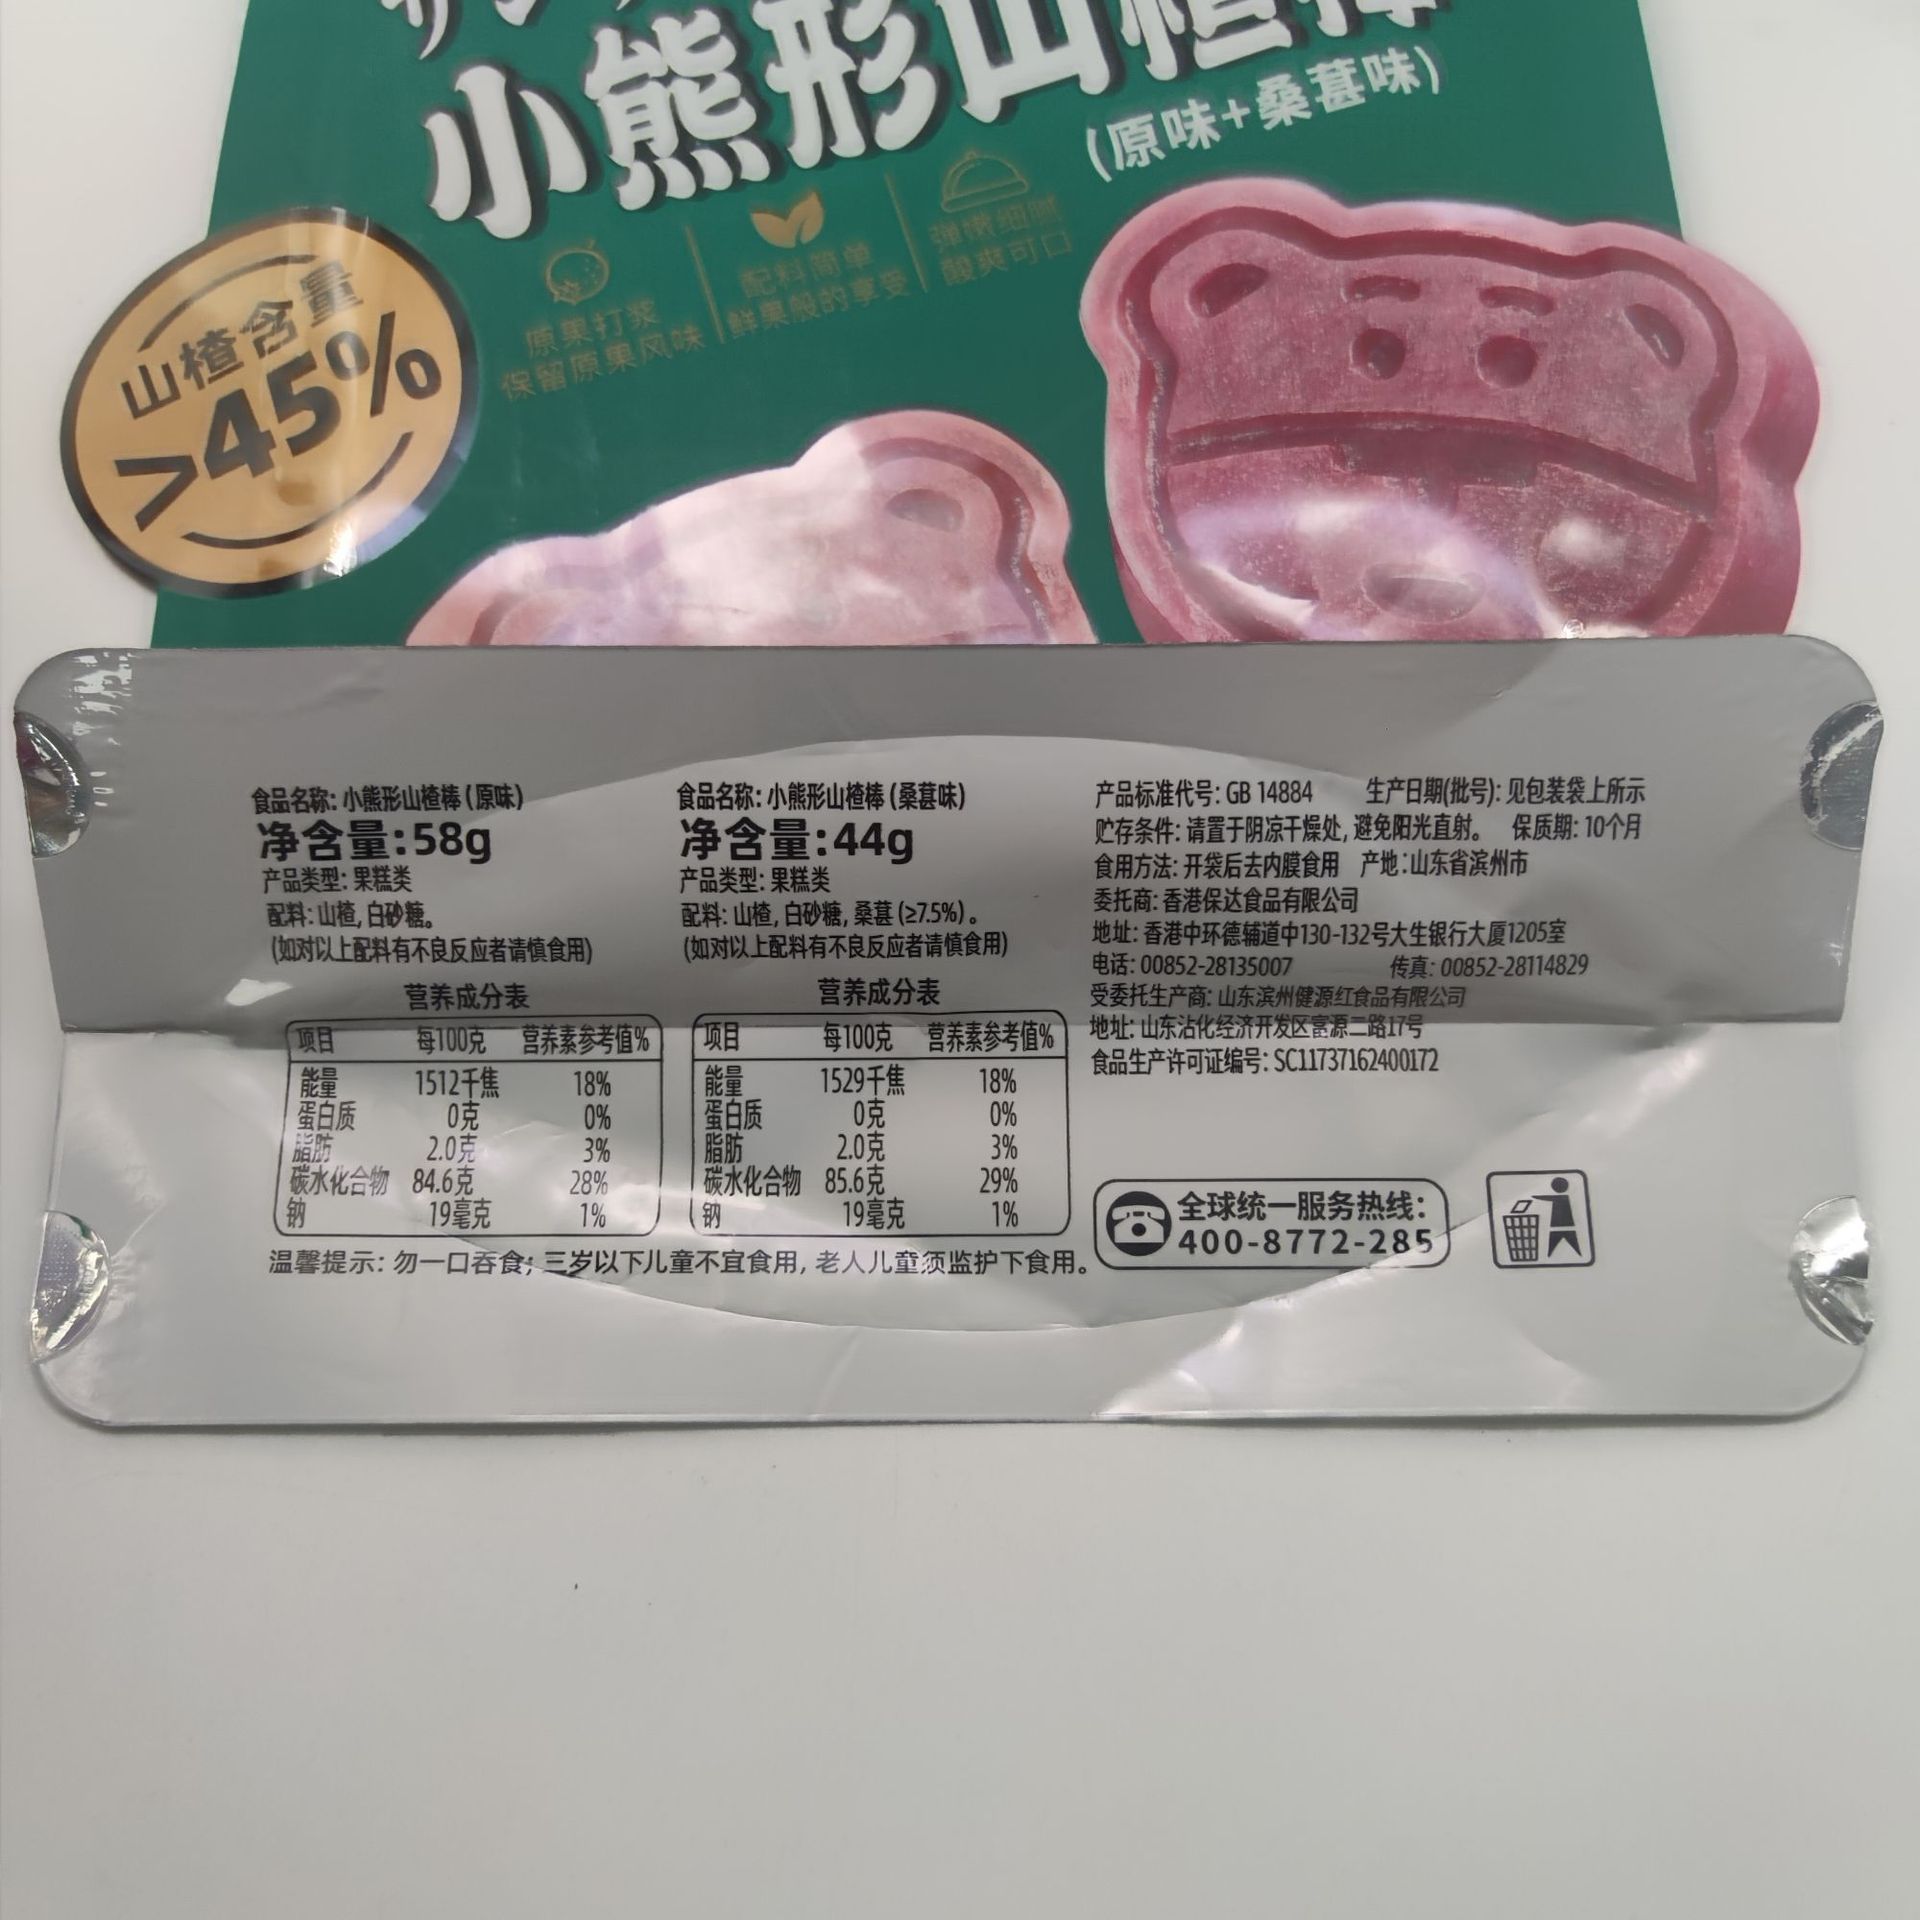 小熊形山楂棒
(原味+桑葚味)
山楂含量
>45%
原果打浆
保留原果风味
配料简单
鲜果般的享受
弹嫩细腻
酸爽可口
食品名称: 小熊形山楂棒 (原味)
净含量:58g
产品类型: 果糕类
配料: 山楂, 白砂糖。
(如对以上配料有不良反应者请慎食用)
营养成分表
项目 每100克 营养素参考值%
能量 1512千焦 18%
蛋白质 0克 0%
脂肪 2.0克 3%
碳水化合物 84.6克 28%
钠 19毫克 1%
食品名称: 小熊形山楂棒 (桑葚味)
净含量:44g
产品类型: 果糕类
配料: 山楂, 白砂糖, 桑葚 (≥7.5%) 。
(如对以上配料有不良反应者请慎食用)
营养成分表
项目 每100克 营养素参考值%
能量 1529千焦 18%
蛋白质 0克 0%
脂肪 2.0克 3%
碳水化合物 85.6克 29%
钠 19毫克 1%
温馨提示: 勿一口吞食; 三岁以下儿童不宜食用, 老人儿童须监护下食用。
产品标准代号: GB 14884 生产日期(批号): 见包装袋上所示
贮存条件: 请置于阴凉干燥处, 避免阳光直射。 保质期: 10个月
食用方法: 开袋后去内膜食用 产地:山东省滨州市
委托商: 香港保达食品有限公司
地址: 香港中环德辅道中130-132号大生银行大厦1205室
电话: 00852-28135007 传真: 00852-28114829
受委托生产商: 山东滨州健源红食品有限公司
地址: 山东沾化经济开发区富源二路17号
食品生产许可证编号: SC11737162400172
全球统一服务热线:
400-8772-285